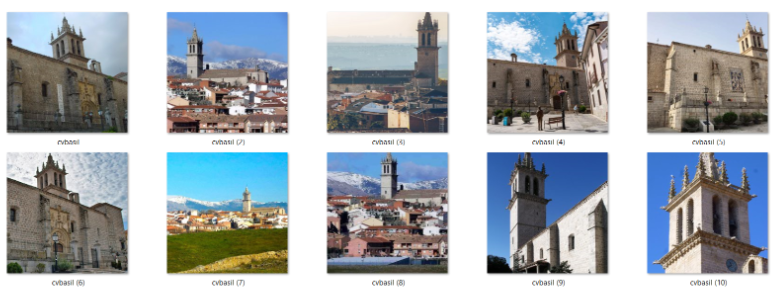 cvbasil
cvbasil (2)
cvbasil (3)
cvbasil (4)
cvbasil (5)
cvbasil (6)
cvbasil (7)
cvbasil (8)
cvbasil (9)
cvbasil (10)